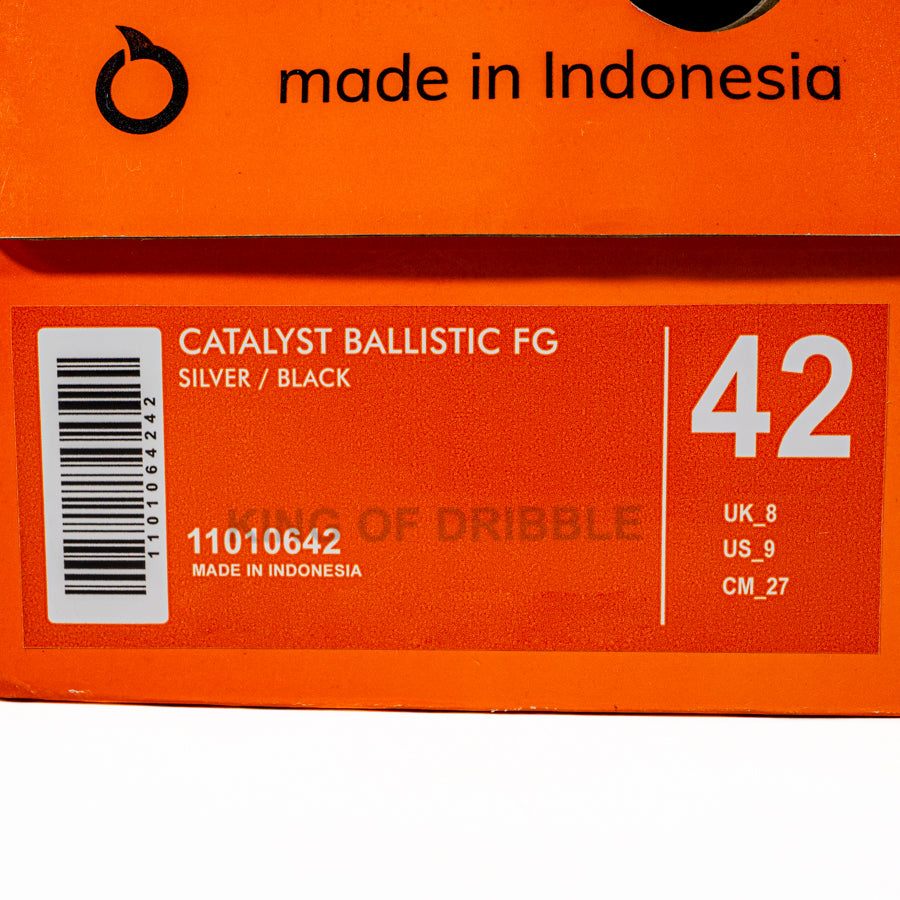 made in Indonesia
CATALYST BALLISTIC FG
SILVER / BLACK
110106424242
KING OF DRIBBLE
11010642
MADE IN INDONESIA
42
UK_8
US_9
CM_27